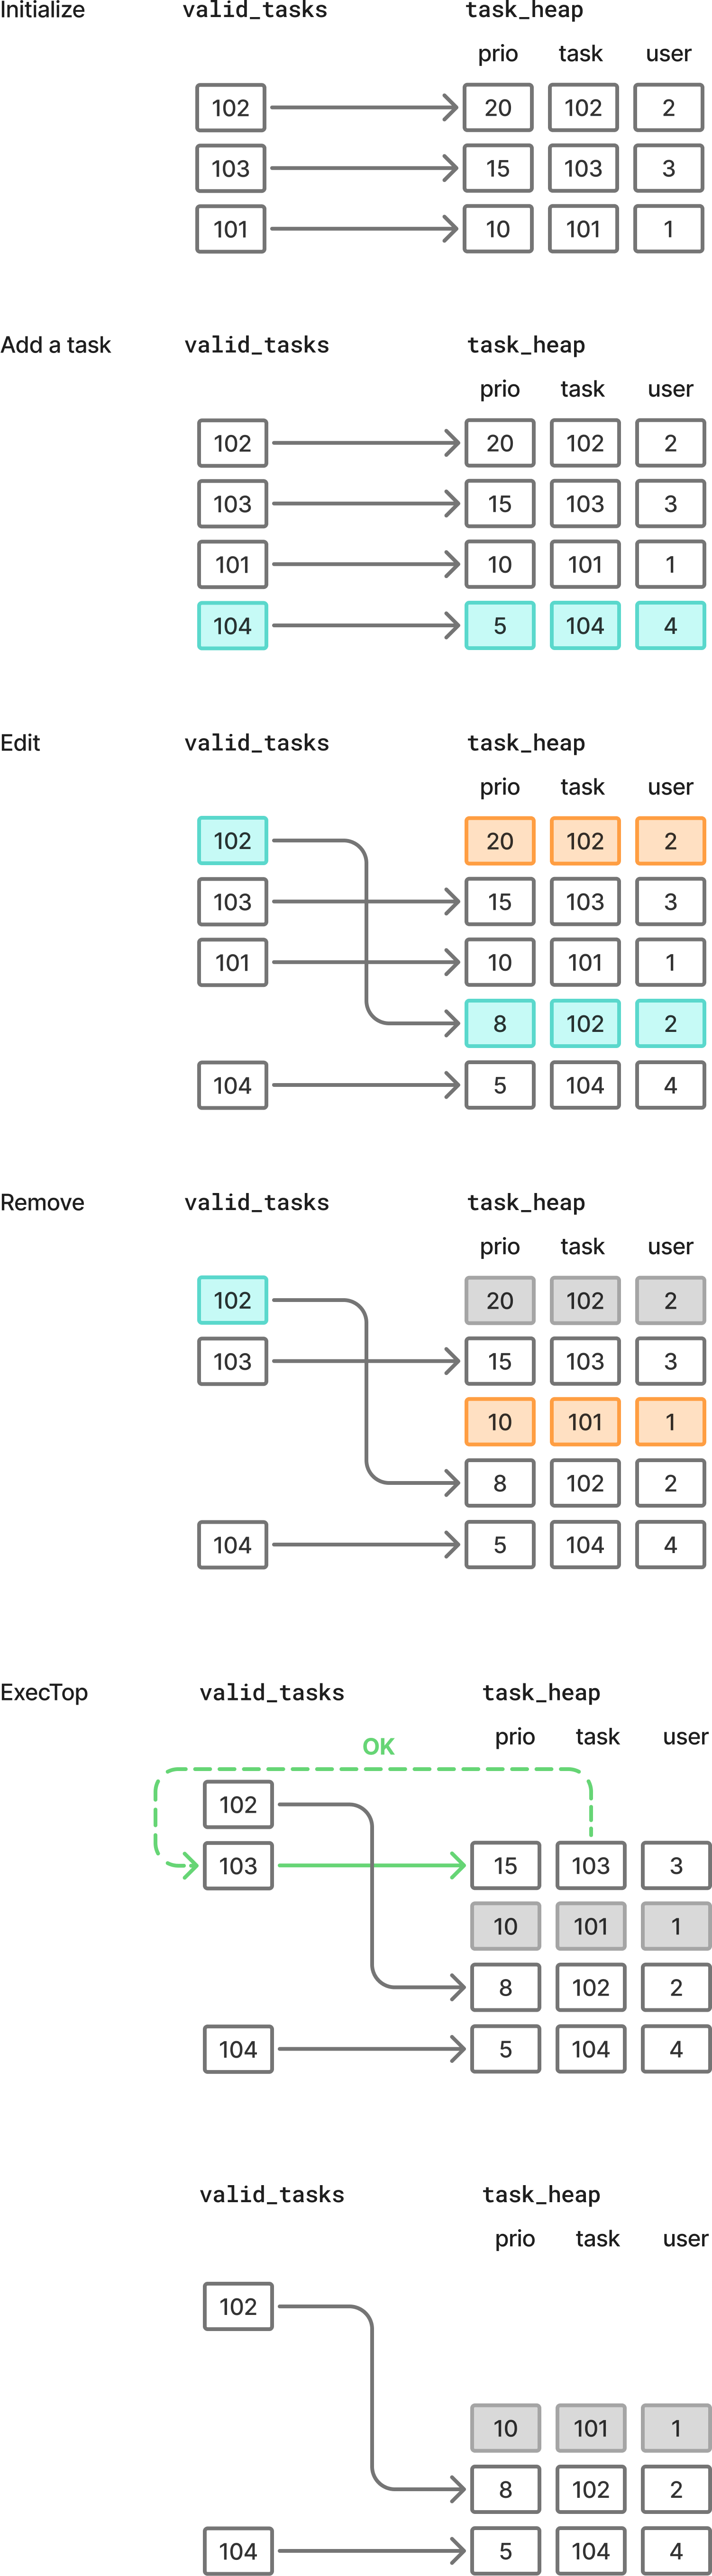 Initialize valid_tasks task_heap
prio task user
102 20 102 2
103 15 103 3
101 10 101 1
Add a task valid_tasks task_heap
prio task user
102 20 102 2
103 15 103 3
101 10 101 1
104 5 104 4
Edit valid_tasks task_heap
prio task user
102 20 102 2
103 15 103 3
101 10 101 1
8 102 2
104 5 104 4
Remove valid_tasks task_heap
prio task user
102 20 102 2
103 15 103 3
10 101 1
8 102 2
104 5 104 4
ExecTop valid_tasks task_heap
prio task user
OK
102
103 15 103 3
10 101 1
8 102 2
104 5 104 4
valid_tasks task_heap
prio task user
102
10 101 1
8 102 2
104 5 104 4